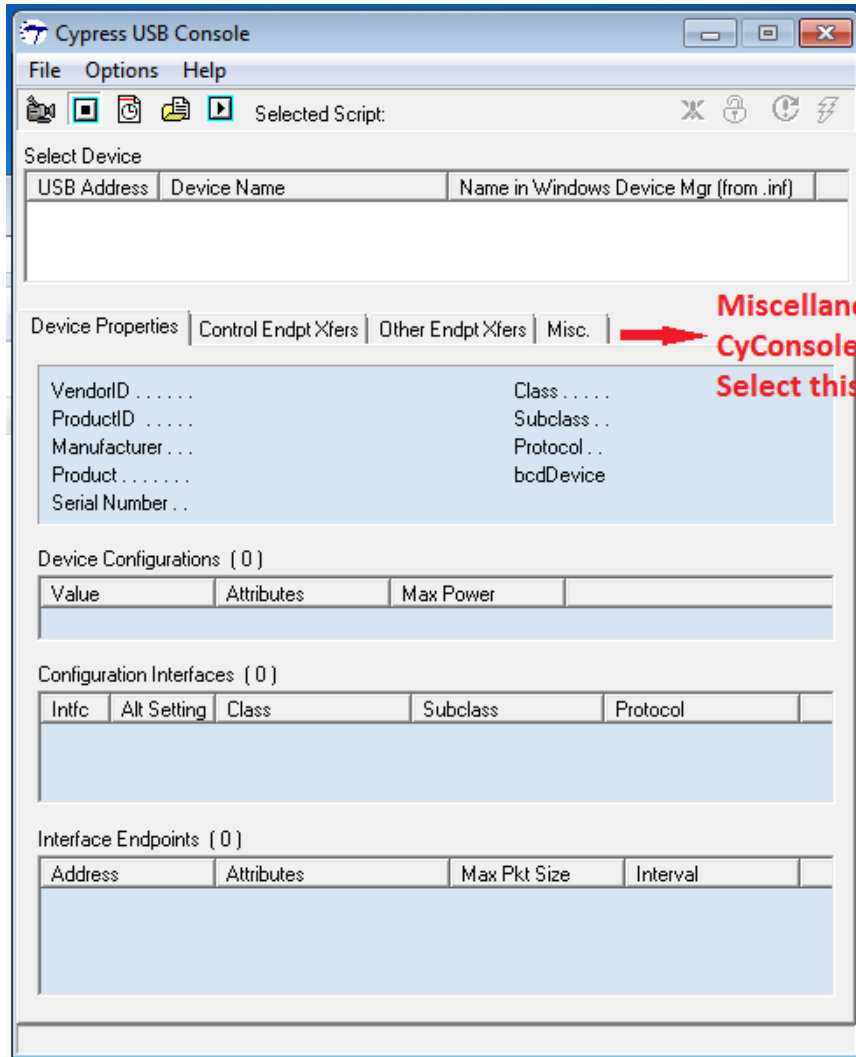 Cypress USB Console
File Options Help
Selected Script:
Select Device
USB Address Device Name Name in Windows Device Mgr (from .inf)
Device Properties Control Endpt Xfers Other Endpt Xfers Misc.
CyConsole
Select this
VendorID . . . . . . Class . . . . .
ProductID . . . . . Subclass . .
Manufacturer . . . Protocol . .
Product . . . . . . . bcdDevice
Serial Number . .
Device Configurations ( 0 )
Value Attributes Max Power
Configuration Interfaces ( 0 )
Intfc Alt Setting Class Subclass Protocol
Interface Endpoints ( 0 )
Address Attributes Max Pkt Size Interval